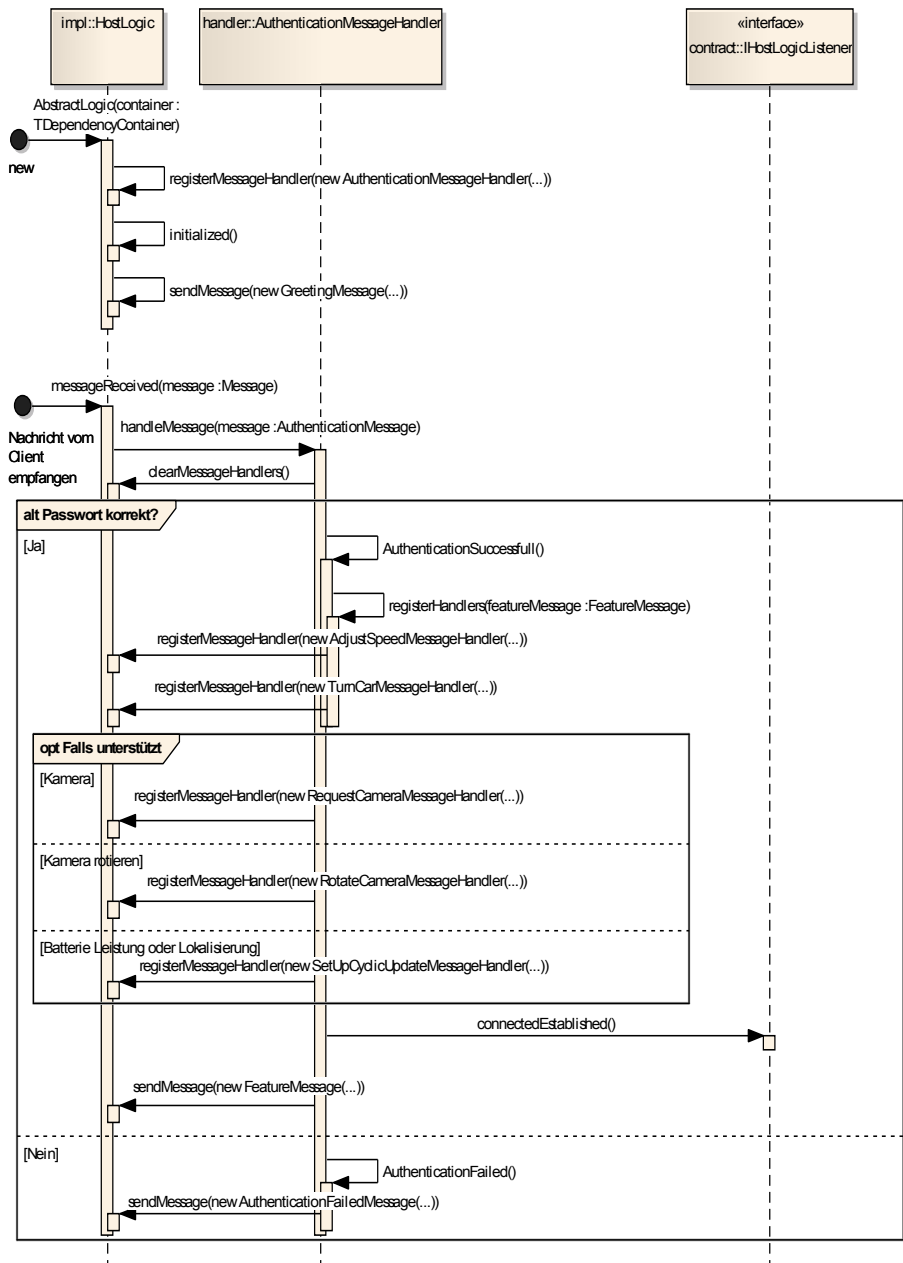 impl::HostLogic
handler::AuthenticationMessageHandler
«interface»
contract::IHostLogicListener
AbstractLogic(container :
TDependencyContainer)
new
registerMessageHandler(new AuthenticationMessageHandler(...))
initialized()
sendMessage(new GreetingMessage(...))
messageReceived(message :Message)
Nachricht vom
Client
empfangen
handleMessage(message :AuthenticationMessage)
clearMessageHandlers()
alt Passwort korrekt?
[Ja]
AuthenticationSuccessfull()
registerHandlers(featureMessage :FeatureMessage)
registerMessageHandler(new AdjustSpeedMessageHandler(...))
registerMessageHandler(new TurnCarMessageHandler(...))
opt Falls unterstützt
[Kamera]
registerMessageHandler(new RequestCameraMessageHandler(...))
[Kamera rotieren]
registerMessageHandler(new RotateCameraMessageHandler(...))
[Batterie Leistung oder Lokalisierung]
registerMessageHandler(new SetUpCyclicUpdateMessageHandler(...))
connectedEstablished()
sendMessage(new FeatureMessage(...))
[Nein]
AuthenticationFailed()
sendMessage(new AuthenticationFailedMessage(...))